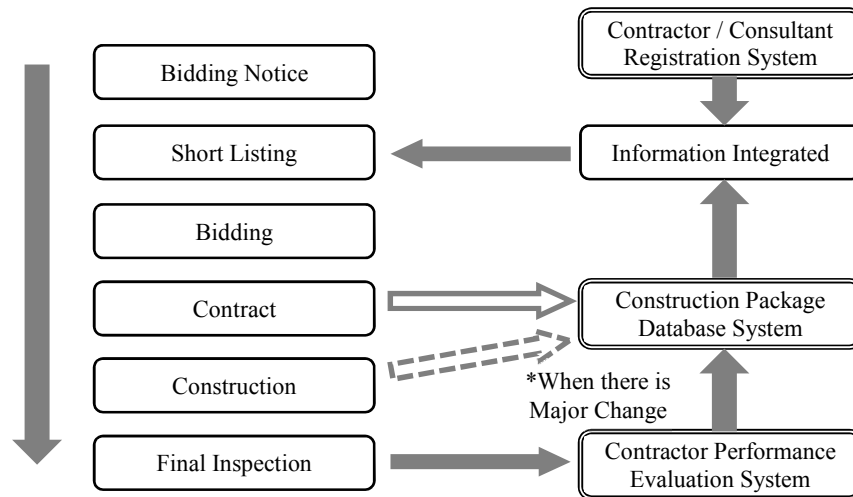 Bidding Notice
Short Listing
Bidding
Contract
Construction
Final Inspection
Contractor / Consultant
Registration System
Information Integrated
Construction Package
Database System
*When there is
Major Change
Contractor Performance
Evaluation System